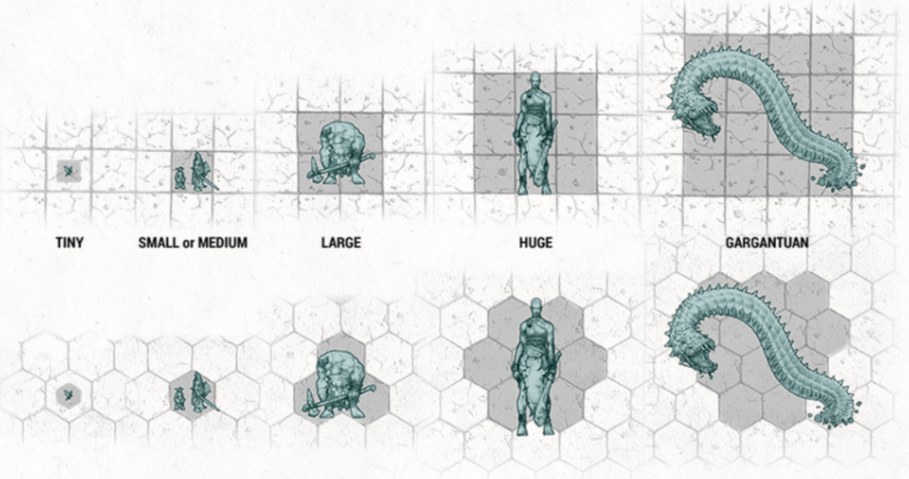 TINY
SMALL or MEDIUM
LARGE
HUGE
GARGANTUAN